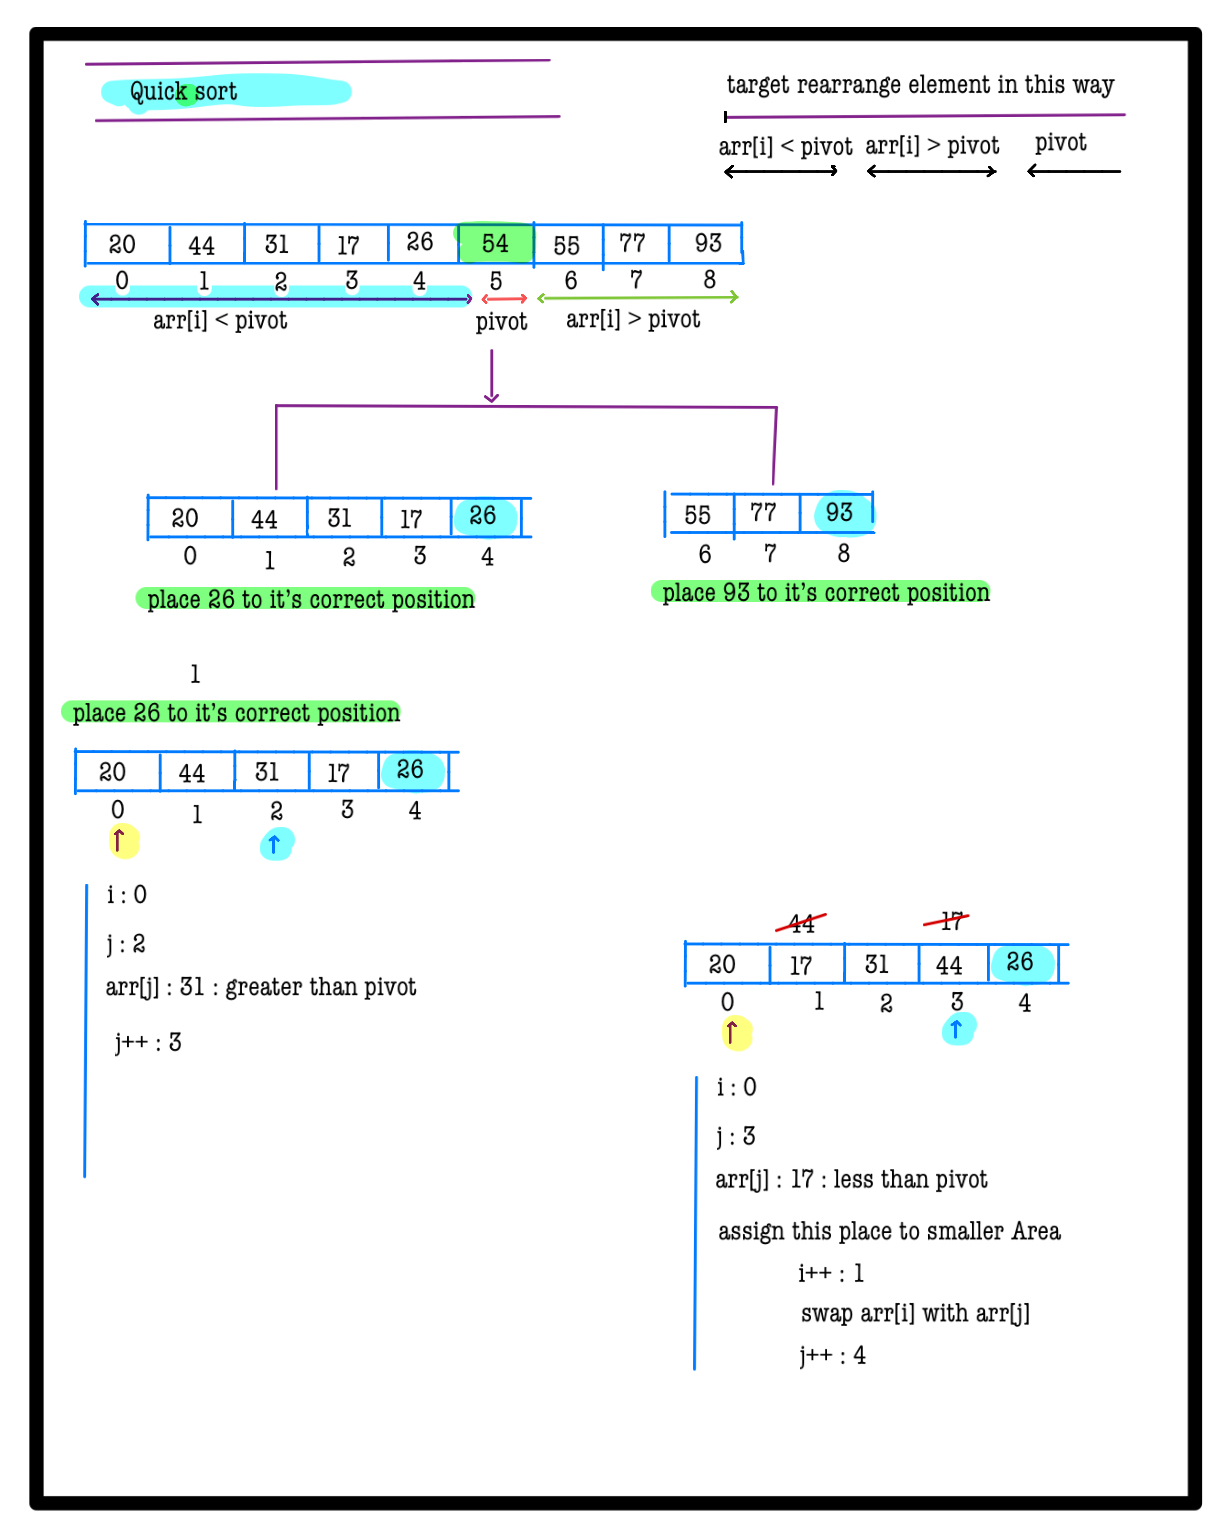 Quick sort
target rearrange element in this way
arr[i] < pivot arr[i] > pivot pivot
20 44 31 17 26 54 55 77 93
0 1 2 3 4 5 6 7 8
arr[i] < pivot pivot arr[i] > pivot
20 44 31 17 26
0 1 2 3 4
place 26 to it's correct position
55 77 93
6 7 8
place 93 to it's correct position
1
place 26 to it's correct position
20 44 31 17 26
0 1 2 3 4
↑ ↑
i : 0
j : 2
arr[j] : 31 : greater than pivot
j++ : 3
44 17
20 17 31 44 26
0 1 2 3 4
↑ ↑
i : 0
j : 3
arr[j] : 17 : less than pivot
assign this place to smaller Area
i++ : 1
swap arr[i] with arr[j]
j++ : 4